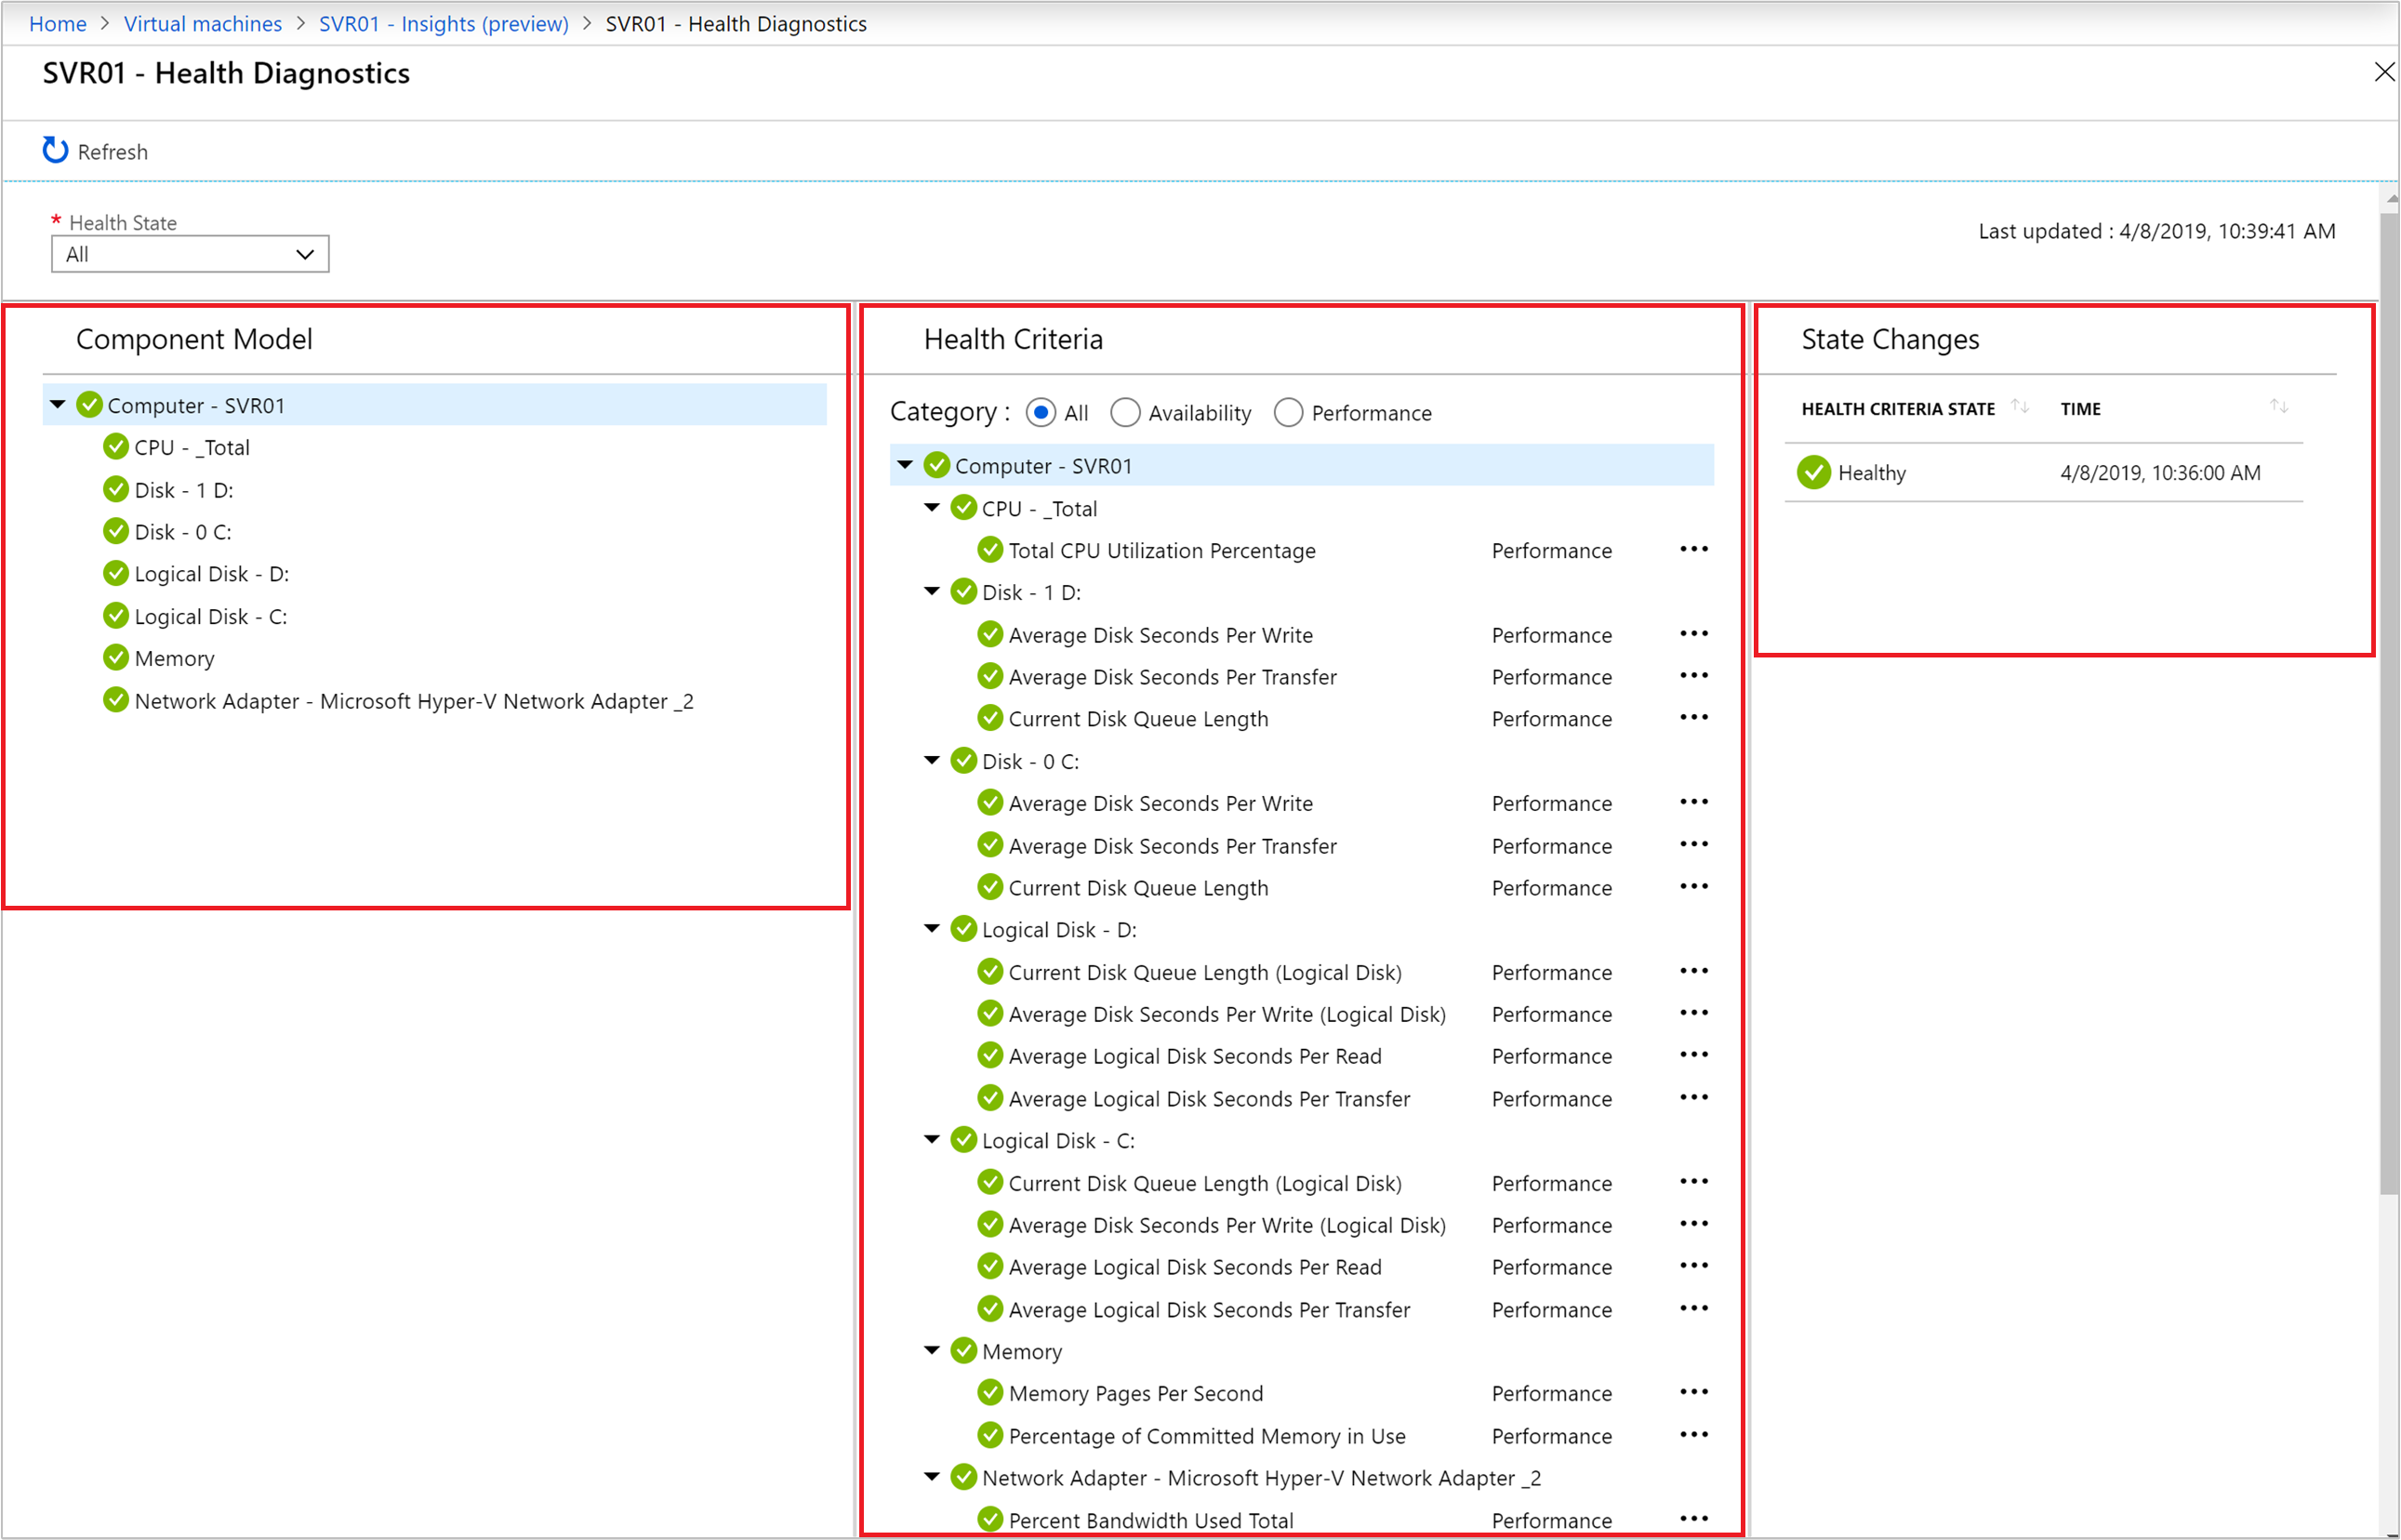 Home > Virtual machines > SVR01 - Insights (preview) > SVR01 - Health Diagnostics
SVR01 - Health Diagnostics
Refresh
* Health State
All
Last updated : 4/8/2019, 10:39:41 AM
Component Model
Computer - SVR01
CPU - _Total
Disk - 1 D:
Disk - 0 C:
Logical Disk - D:
Logical Disk - C:
Memory
Network Adapter - Microsoft Hyper-V Network Adapter _2
Health Criteria
Category : All Availability Performance
Computer - SVR01
CPU - _Total
Total CPU Utilization Percentage Performance
Disk - 1 D:
Average Disk Seconds Per Write Performance
Average Disk Seconds Per Transfer Performance
Current Disk Queue Length Performance
Disk - 0 C:
Average Disk Seconds Per Write Performance
Average Disk Seconds Per Transfer Performance
Current Disk Queue Length Performance
Logical Disk - D:
Current Disk Queue Length (Logical Disk) Performance
Average Disk Seconds Per Write (Logical Disk) Performance
Average Logical Disk Seconds Per Read Performance
Average Logical Disk Seconds Per Transfer Performance
Logical Disk - C:
Current Disk Queue Length (Logical Disk) Performance
Average Disk Seconds Per Write (Logical Disk) Performance
Average Logical Disk Seconds Per Read Performance
Average Logical Disk Seconds Per Transfer Performance
Memory
Memory Pages Per Second Performance
Percentage of Committed Memory in Use Performance
Network Adapter - Microsoft Hyper-V Network Adapter _2
Percent Bandwidth Used Total Performance
State Changes
HEALTH CRITERIA STATE TIME
Healthy 4/8/2019, 10:36:00 AM